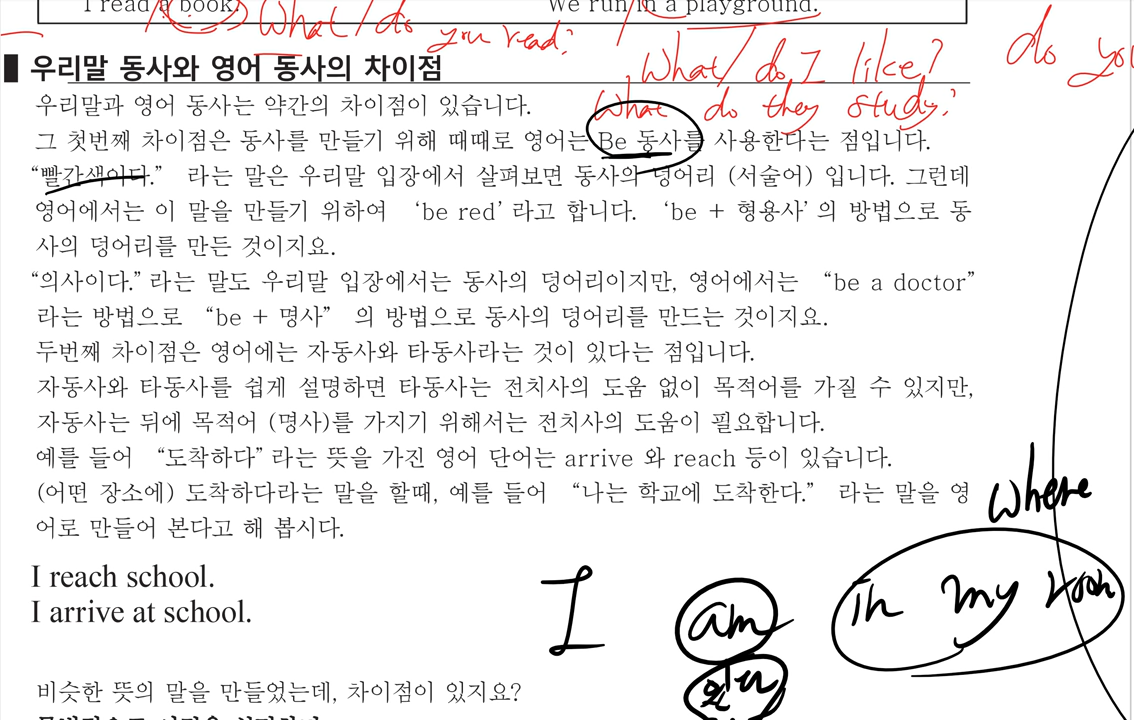 I read a book. We run in a playground.
What do you read?
What do I like?
do you
What do they study?
우리말 동사와 영어 동사의 차이점
우리말과 영어 동사는 약간의 차이점이 있습니다.
그 첫번째 차이점은 동사를 만들기 위해 때때로 영어는 Be 동사를 사용한다는 점입니다.
“빨간색이다.” 라는 말은 우리말 입장에서 살펴보면 동사의 덩어리 (서술어) 입니다. 그런데
영어에서는 이 말을 만들기 위하여 ‘be red’ 라고 합니다. ‘be + 형용사’ 의 방법으로 동
사의 덩어리를 만든 것이지요.
“의사이다.” 라는 말도 우리말 입장에서는 동사의 덩어리이지만, 영어에서는 “be a doctor”
라는 방법으로 “be + 명사” 의 방법으로 동사의 덩어리를 만드는 것이지요.
두번째 차이점은 영어에는 자동사와 타동사라는 것이 있다는 점입니다.
자동사와 타동사를 쉽게 설명하면 타동사는 전치사의 도움 없이 목적어를 가질 수 있지만,
자동사는 뒤에 목적어 (명사)를 가지기 위해서는 전치사의 도움이 필요합니다.
예를 들어 “도착하다” 라는 뜻을 가진 영어 단어는 arrive 와 reach 등이 있습니다.
(어떤 장소에) 도착하다라는 말을 할때, 예를 들어 “나는 학교에 도착한다.” 라는 말을 영
어로 만들어 본다고 해 봅시다.
where
I reach school.
I arrive at school.
I am in my room
있다
비슷한 뜻의 말을 만들었는데, 차이점이 있지요?